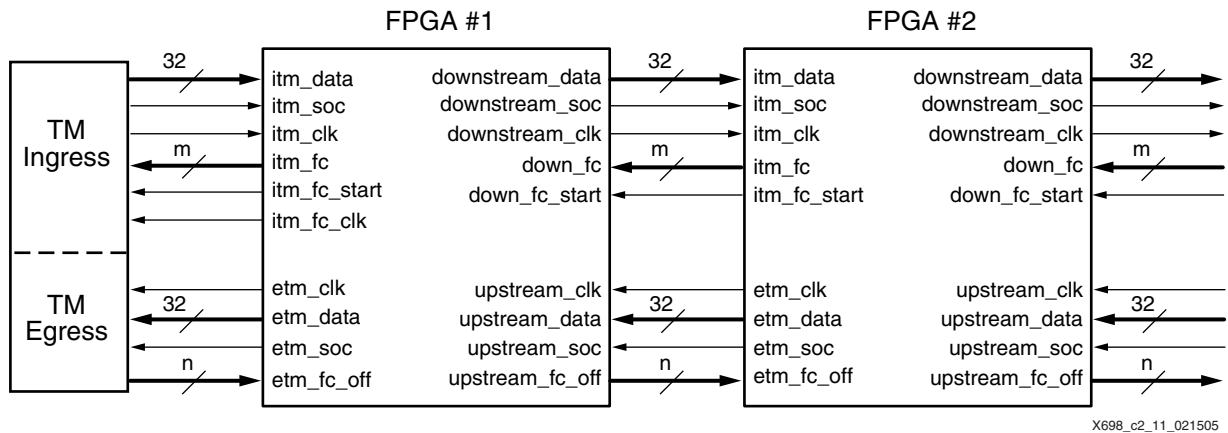 FPGA #1
FPGA #2
TM
Ingress
TM
Egress
32
m
32
n
itm_data
itm_soc
itm_clk
itm_fc
itm_fc_start
itm_fc_clk
etm_clk
etm_data
etm_soc
etm_fc_off
downstream_data
downstream_soc
downstream_clk
down_fc
down_fc_start
upstream_clk
upstream_data
upstream_soc
upstream_fc_off
32
m
32
n
itm_data
itm_soc
itm_clk
itm_fc
itm_fc_start
etm_clk
etm_data
etm_soc
etm_fc_off
downstream_data
downstream_soc
downstream_clk
down_fc
down_fc_start
upstream_clk
upstream_data
upstream_soc
upstream_fc_off
32
m
32
n
X698_c2_11_021505